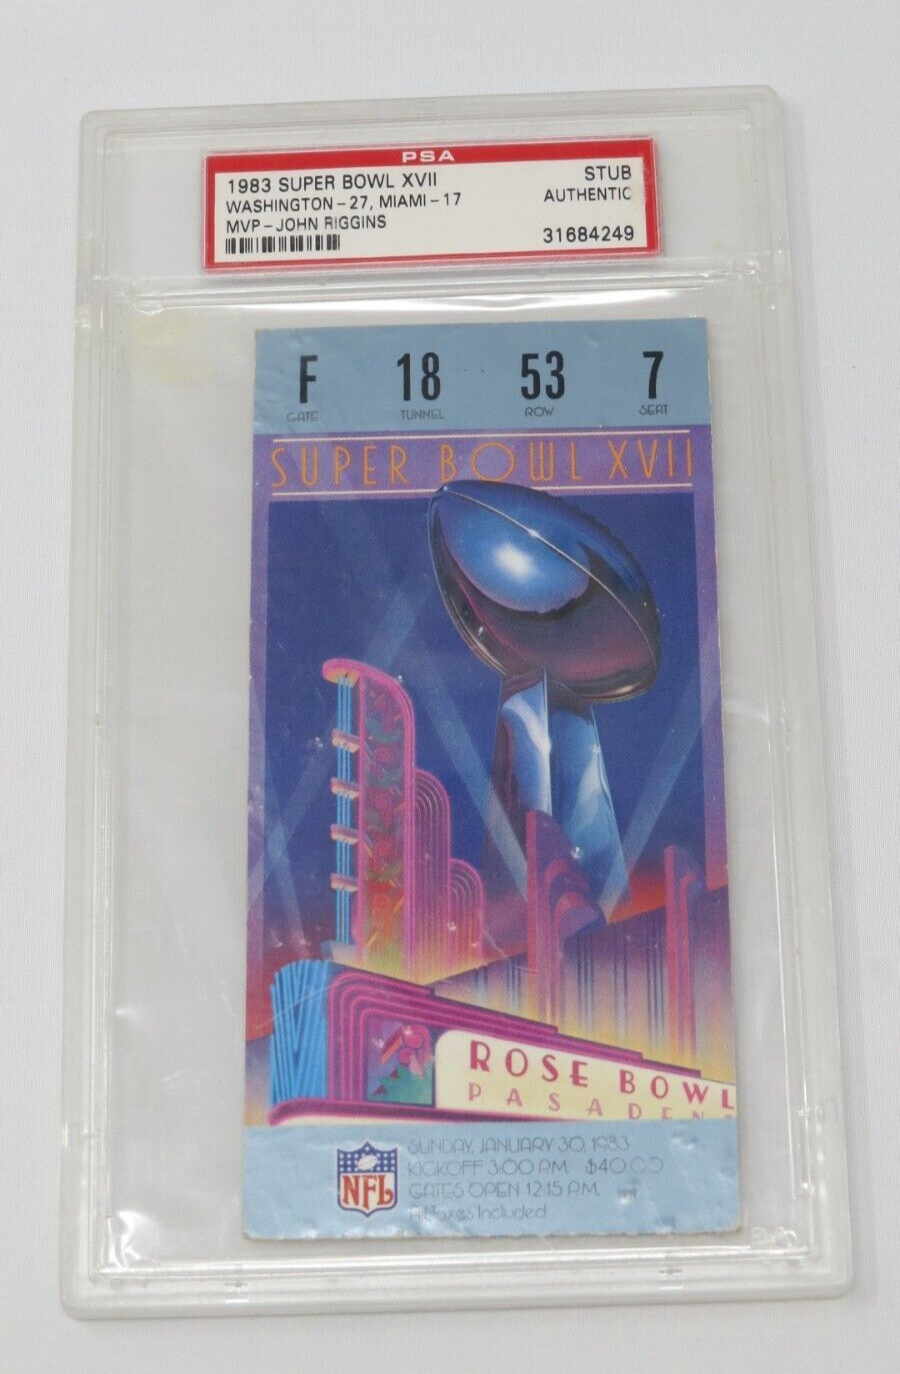 PSA
1983 SUPER BOWL XVII STUB
WASHINGTON-27, MIAMI-17 AUTHENTIC
MVP-JOHN RIGGINS
31684249
F 18 53 7
GATE TUNNEL ROW SEAT
SUPER BOWL XVII
ROSE BOWL
PASADENA
NFL
SUNDAY, JANUARY 30, 1983
KICKOFF 3:00 P.M. $40.00
GATES OPEN 12:15 P.M.
All Taxes Included